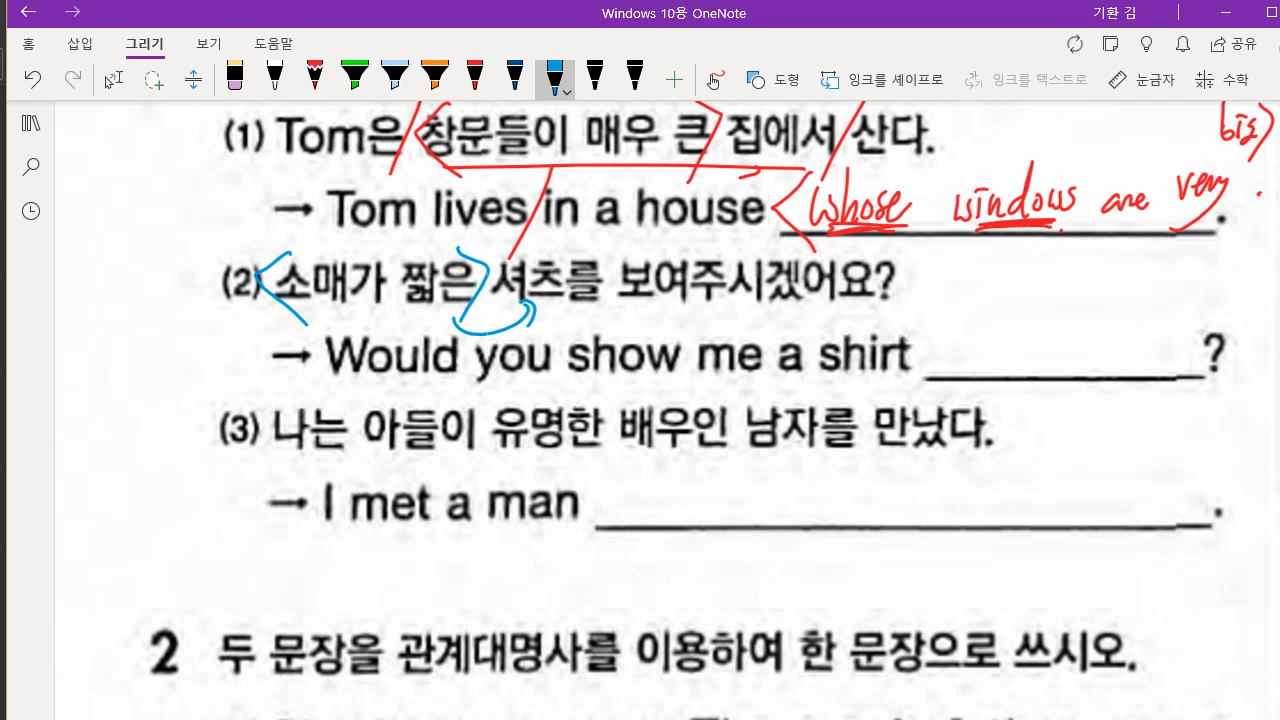 Windows 10용 OneNote
기환 김
홈 삽입 그리기 보기 도움말
공유
도형 잉크를 셰이프로 잉크를 텍스트로 눈금자 수학
(1) Tom은 창문들이 매우 큰 집에서 산다.
→ Tom lives in a house whose windows are very big.
(2) 소매가 짧은 셔츠를 보여주시겠어요?
→ Would you show me a shirt ___?
(3) 나는 아들이 유명한 배우인 남자를 만났다.
→ I met a man ___.
2 두 문장을 관계대명사를 이용하여 한 문장으로 쓰시오.